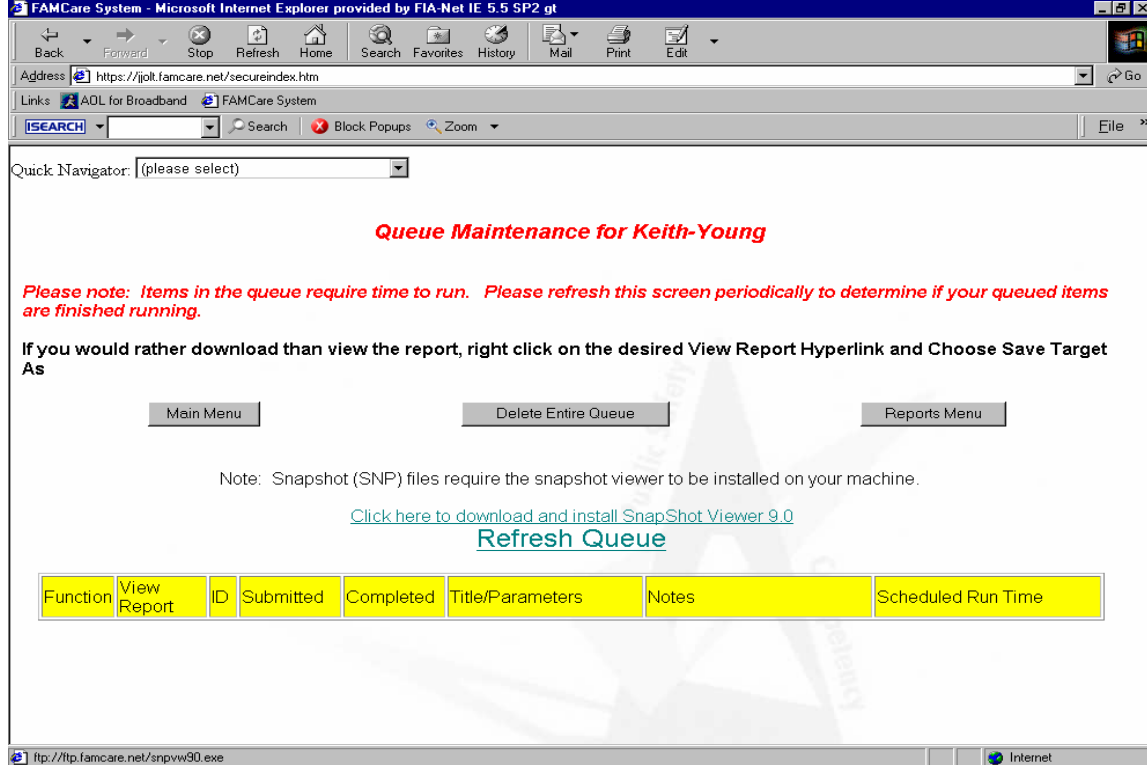 FAMCare System - Microsoft Internet Explorer provided by FIA-Net IE 5.5 SP2 gt
Back Forward Stop Refresh Home Search Favorites History Mail Print Edit
Address https://jjolt.famcare.net/secureindex.htm Go
Links AOL for Broadband FAMCare System
ISEARCH Search Block Popups Zoom File »
Quick Navigator: (please select)
Queue Maintenance for Keith-Young
Please note: Items in the queue require time to run. Please refresh this screen periodically to determine if your queued items
are finished running.
If you would rather download than view the report, right click on the desired View Report Hyperlink and Choose Save Target
As
Main Menu Delete Entire Queue Reports Menu
Note: Snapshot (SNP) files require the snapshot viewer to be installed on your machine.
Click here to download and install SnapShot Viewer 9.0
Refresh Queue
Function View Report ID Submitted Completed Title/Parameters Notes Scheduled Run Time
Public Safety
Competency
ftp://ftp.famcare.net/snpvw90.exe Internet